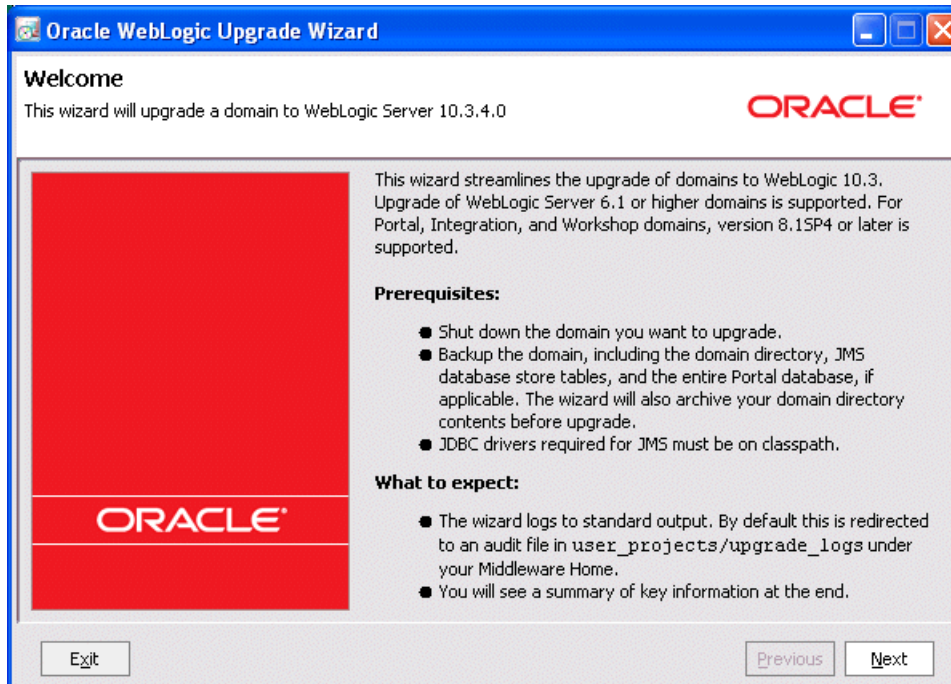 Oracle WebLogic Upgrade Wizard
Welcome
This wizard will upgrade a domain to WebLogic Server 10.3.4.0
ORACLE
This wizard streamlines the upgrade of domains to WebLogic 10.3.
Upgrade of WebLogic Server 6.1 or higher domains is supported. For
Portal, Integration, and Workshop domains, version 8.1SP4 or later is
supported.
Prerequisites:
● Shut down the domain you want to upgrade.
● Backup the domain, including the domain directory, JMS
database store tables, and the entire Portal database, if
applicable. The wizard will also archive your domain directory
contents before upgrade.
● JDBC drivers required for JMS must be on classpath.
What to expect:
● The wizard logs to standard output. By default this is redirected
to an audit file in user_projects/upgrade_logs under
your Middleware Home.
● You will see a summary of key information at the end.
ORACLE
Exit
Previous
Next